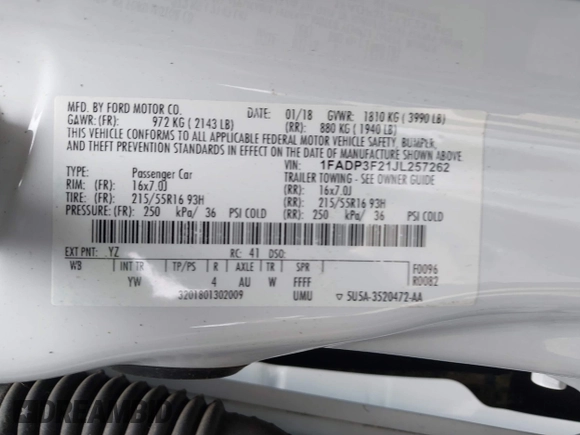 MFD. BY FORD MOTOR CO.
DATE: 01/18 GVWR: 1810 KG ( 3990 LB)
GAWR: (FR): 972 KG ( 2143 LB) (RR): 880 KG ( 1940 LB)
THIS VEHICLE CONFORMS TO ALL APPLICABLE FEDERAL MOTOR VEHICLE SAFETY, BUMPER,
AND THEFT PREVENTION STANDARDS IN EFFECT ON THE DATE OF MANUFACTURE SHOWN ABOVE.
VIN: 1FADP3F21JL257262
TYPE: Passenger Car TRAILER TOWING - SEE OWNER GUIDE
RIM: (FR) 16x7.0J (RR): 16x7.0J
TIRE: (FR) 215/55R16 93H (RR): 215/55R16 93H
PRESSURE: (FR) 250 kPa/ 36 PSI COLD (RR) 250 kPa/ 36 PSI COLD
EXT PNT: YZ RC: 41 DSO: F0096
WB INT TR TP/PS R AXLE TR SPR R0082
YW 4 AU W FFFF
3201801302009 UMU ▽ 5U5A-3520472-AA
DREAMBID